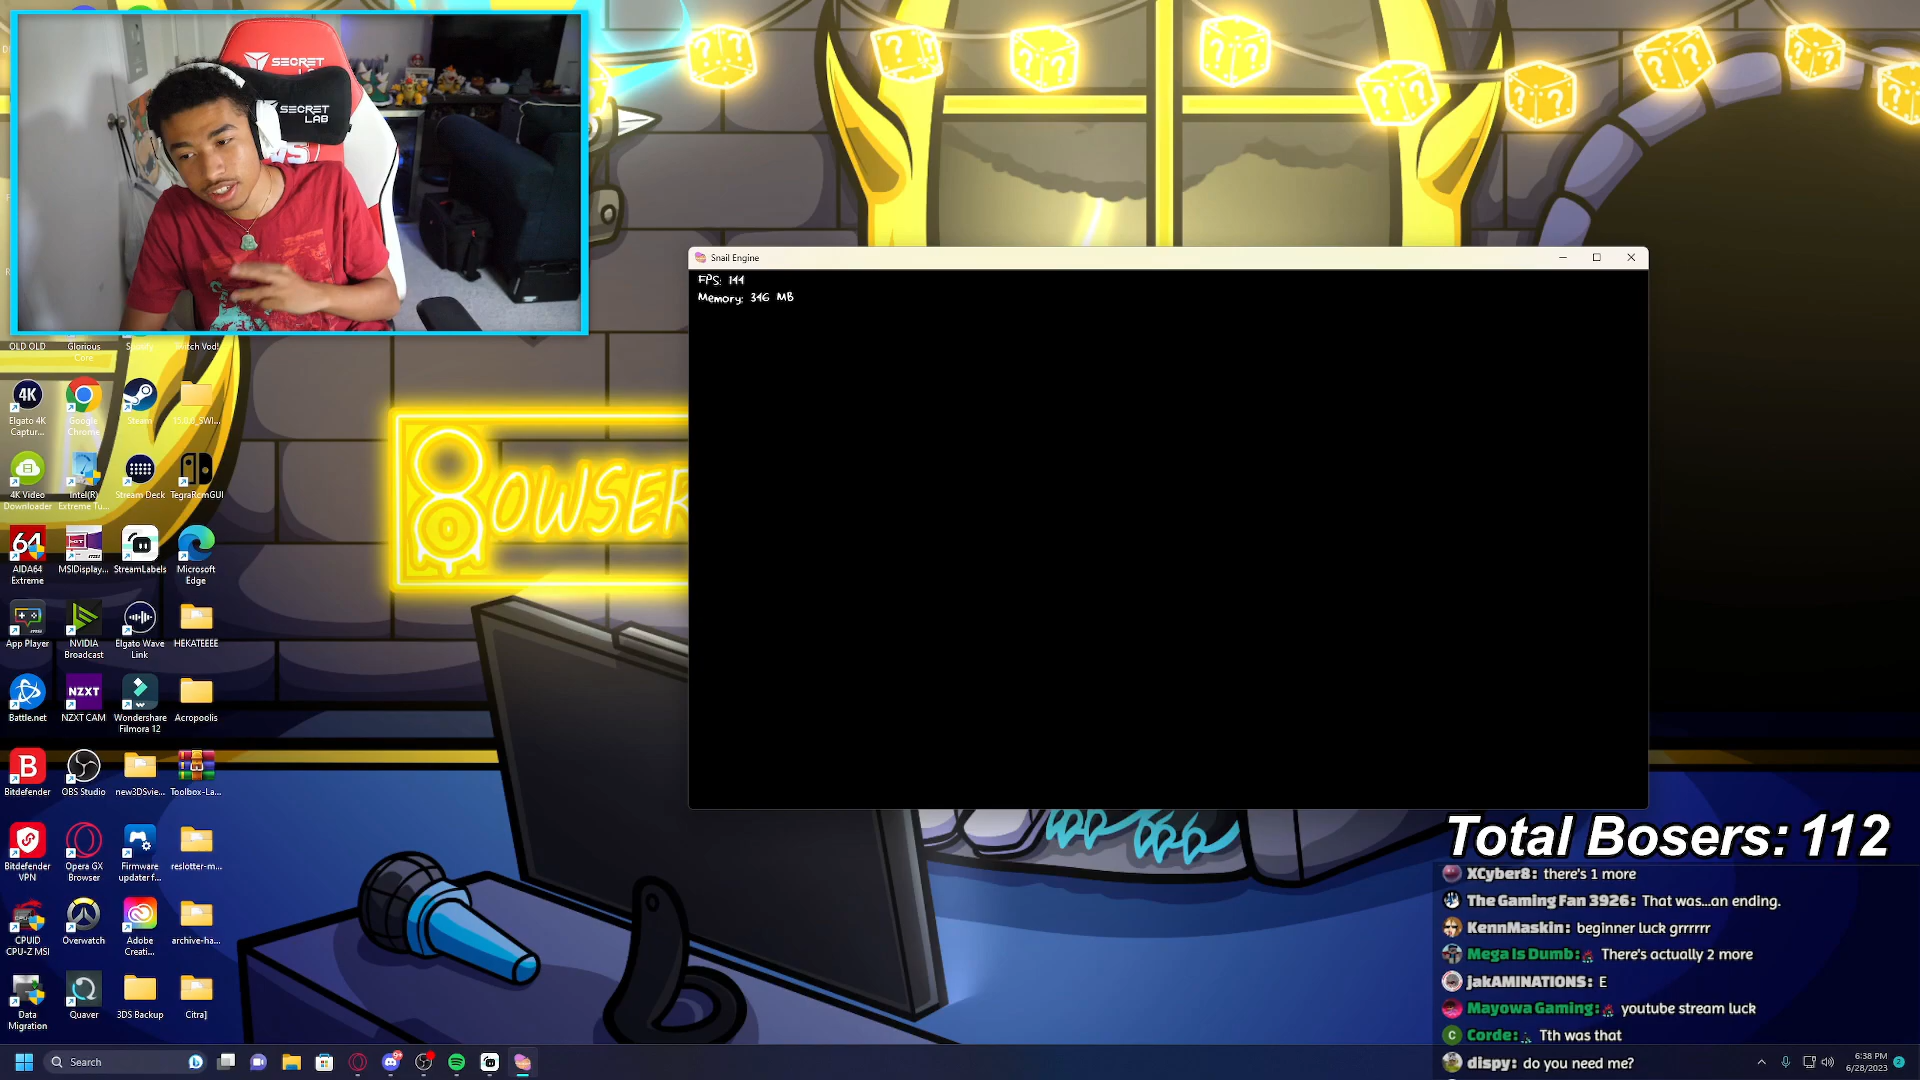 SECRET LAB
SECRET LAB
Snail Engine
FPS: 144
Memory: 346 MB
BOWSER
OLD OLD
Glorious Core
Spotify
Elgato 4K Captur...
Google Chrome
Steam
15.0.0_SWI...
4K Video Downloader
Intel(R) Extreme Tu...
Stream Deck
TegraRcmGUI
AIDA64 Extreme
MSIDisplay...
StreamLabels
Microsoft Edge
App Player
NVIDIA Broadcast
Elgato Wave Link
HEKATEEEE
Battle.net
NZXT CAM
Wondershare Filmora 12
Acropoolis
Bitdefender
OBS Studio
new3DSvie...
Toolbox-La...
Bitdefender VPN
Opera GX Browser
Firmware updater f...
reslotter-m...
CPUID CPU-Z MSI
Overwatch
Adobe Creati...
archive-ha...
Data Migration
Quaver
3DS Backup
Citra]
Total Bosers: 112
XCyber8: there's 1 more
The Gaming Fan 3926: That was...an ending.
KennMaskin: beginner luck grrrrrr
Mega Is Dumb: There's actually 2 more
jakAMINATIONS: E
Mayowa Gaming: youtube stream luck
Corde: Tth was that
dispy: do you need me?
Search
6:38 PM
6/28/2023